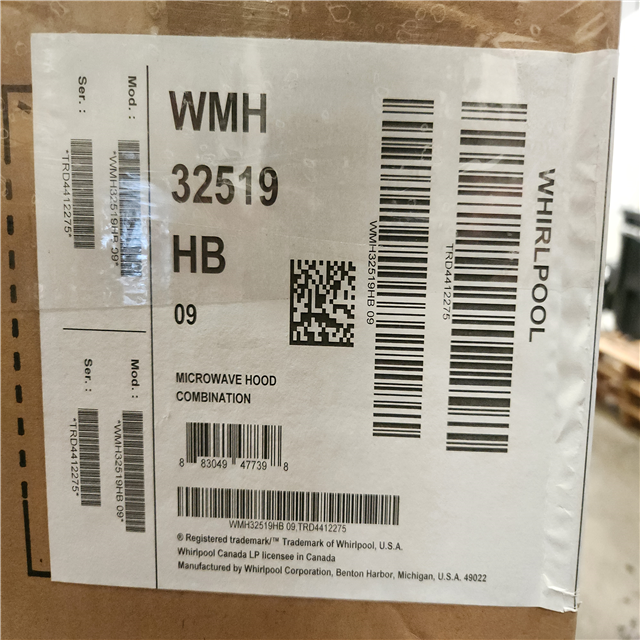 Mod. :
*WMH32519HB 09*
Ser. :
*TRD4412275*
Mod. :
*WMH32519HB 09*
Ser. :
*TRD4412275*
WMH
32519
HB
09
MICROWAVE HOOD
COMBINATION
8 83049 47739 8
WMH32519HB 09,TRD4412275
® Registered trademark/™ Trademark of Whirlpool, U.S.A.
Whirlpool Canada LP licensee in Canada
Manufactured by Whirlpool Corporation, Benton Harbor, Michigan, U.S.A. 49022
WHIRLPOOL
TRD4412275
WMH32519HB 09